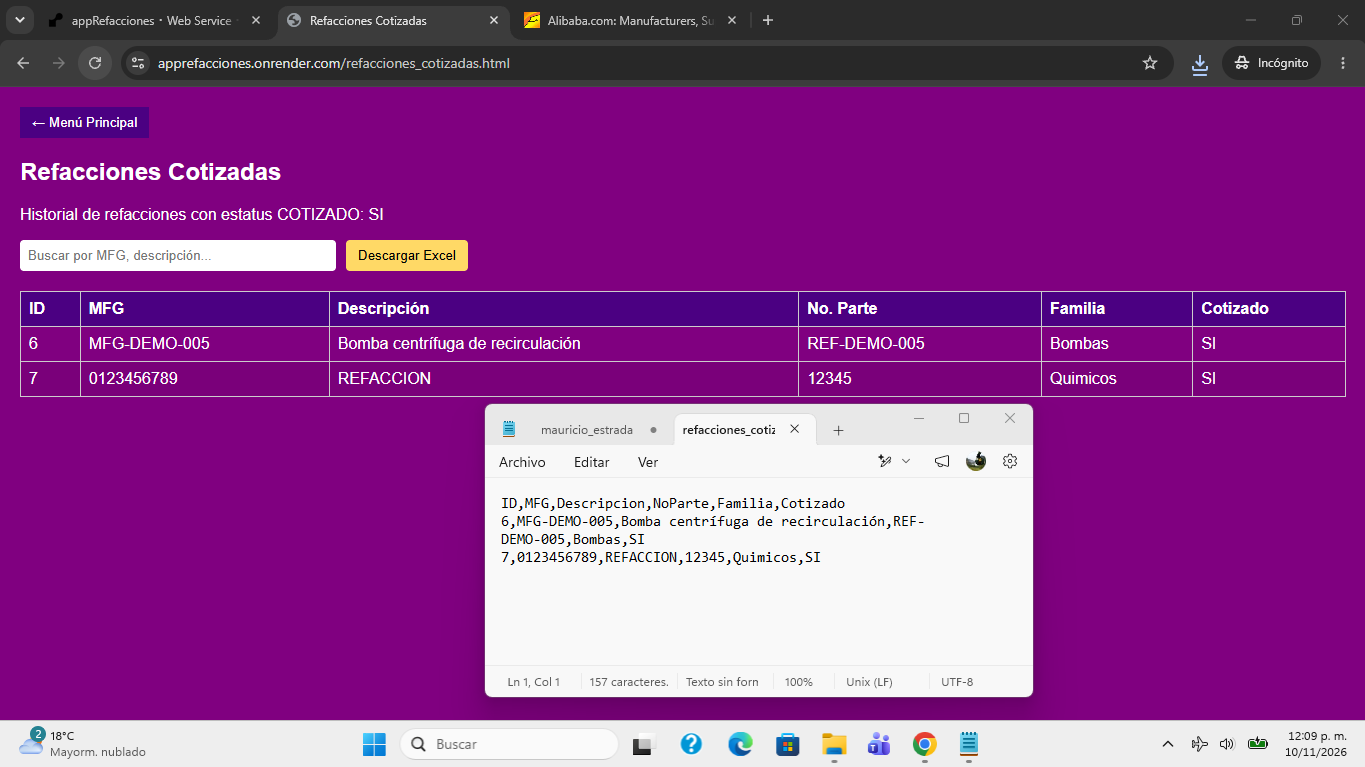 appRefacciones · Web Service
Refacciones Cotizadas
Alibaba.com: Manufacturers, Su
apprefacciones.onrender.com/refacciones_cotizadas.html
Incógnito
← Menú Principal
Refacciones Cotizadas
Historial de refacciones con estatus COTIZADO: SI
Buscar por MFG, descripción... Descargar Excel
ID MFG Descripción No. Parte Familia Cotizado
6 MFG-DEMO-005 Bomba centrífuga de recirculación REF-DEMO-005 Bombas SI
7 0123456789 REFACCION 12345 Quimicos SI
mauricio_estrada refacciones_cotiz
Archivo Editar Ver
ID,MFG,Descripcion,NoParte,Familia,Cotizado
6,MFG-DEMO-005,Bomba centrífuga de recirculación,REF-
DEMO-005,Bombas,SI
7,0123456789,REFACCION,12345,Quimicos,SI
Ln 1, Col 1 157 caracteres. Texto sin forn 100% Unix (LF) UTF-8
2
18°C
Mayorm. nublado
Buscar
12:09 p. m.
10/11/2026